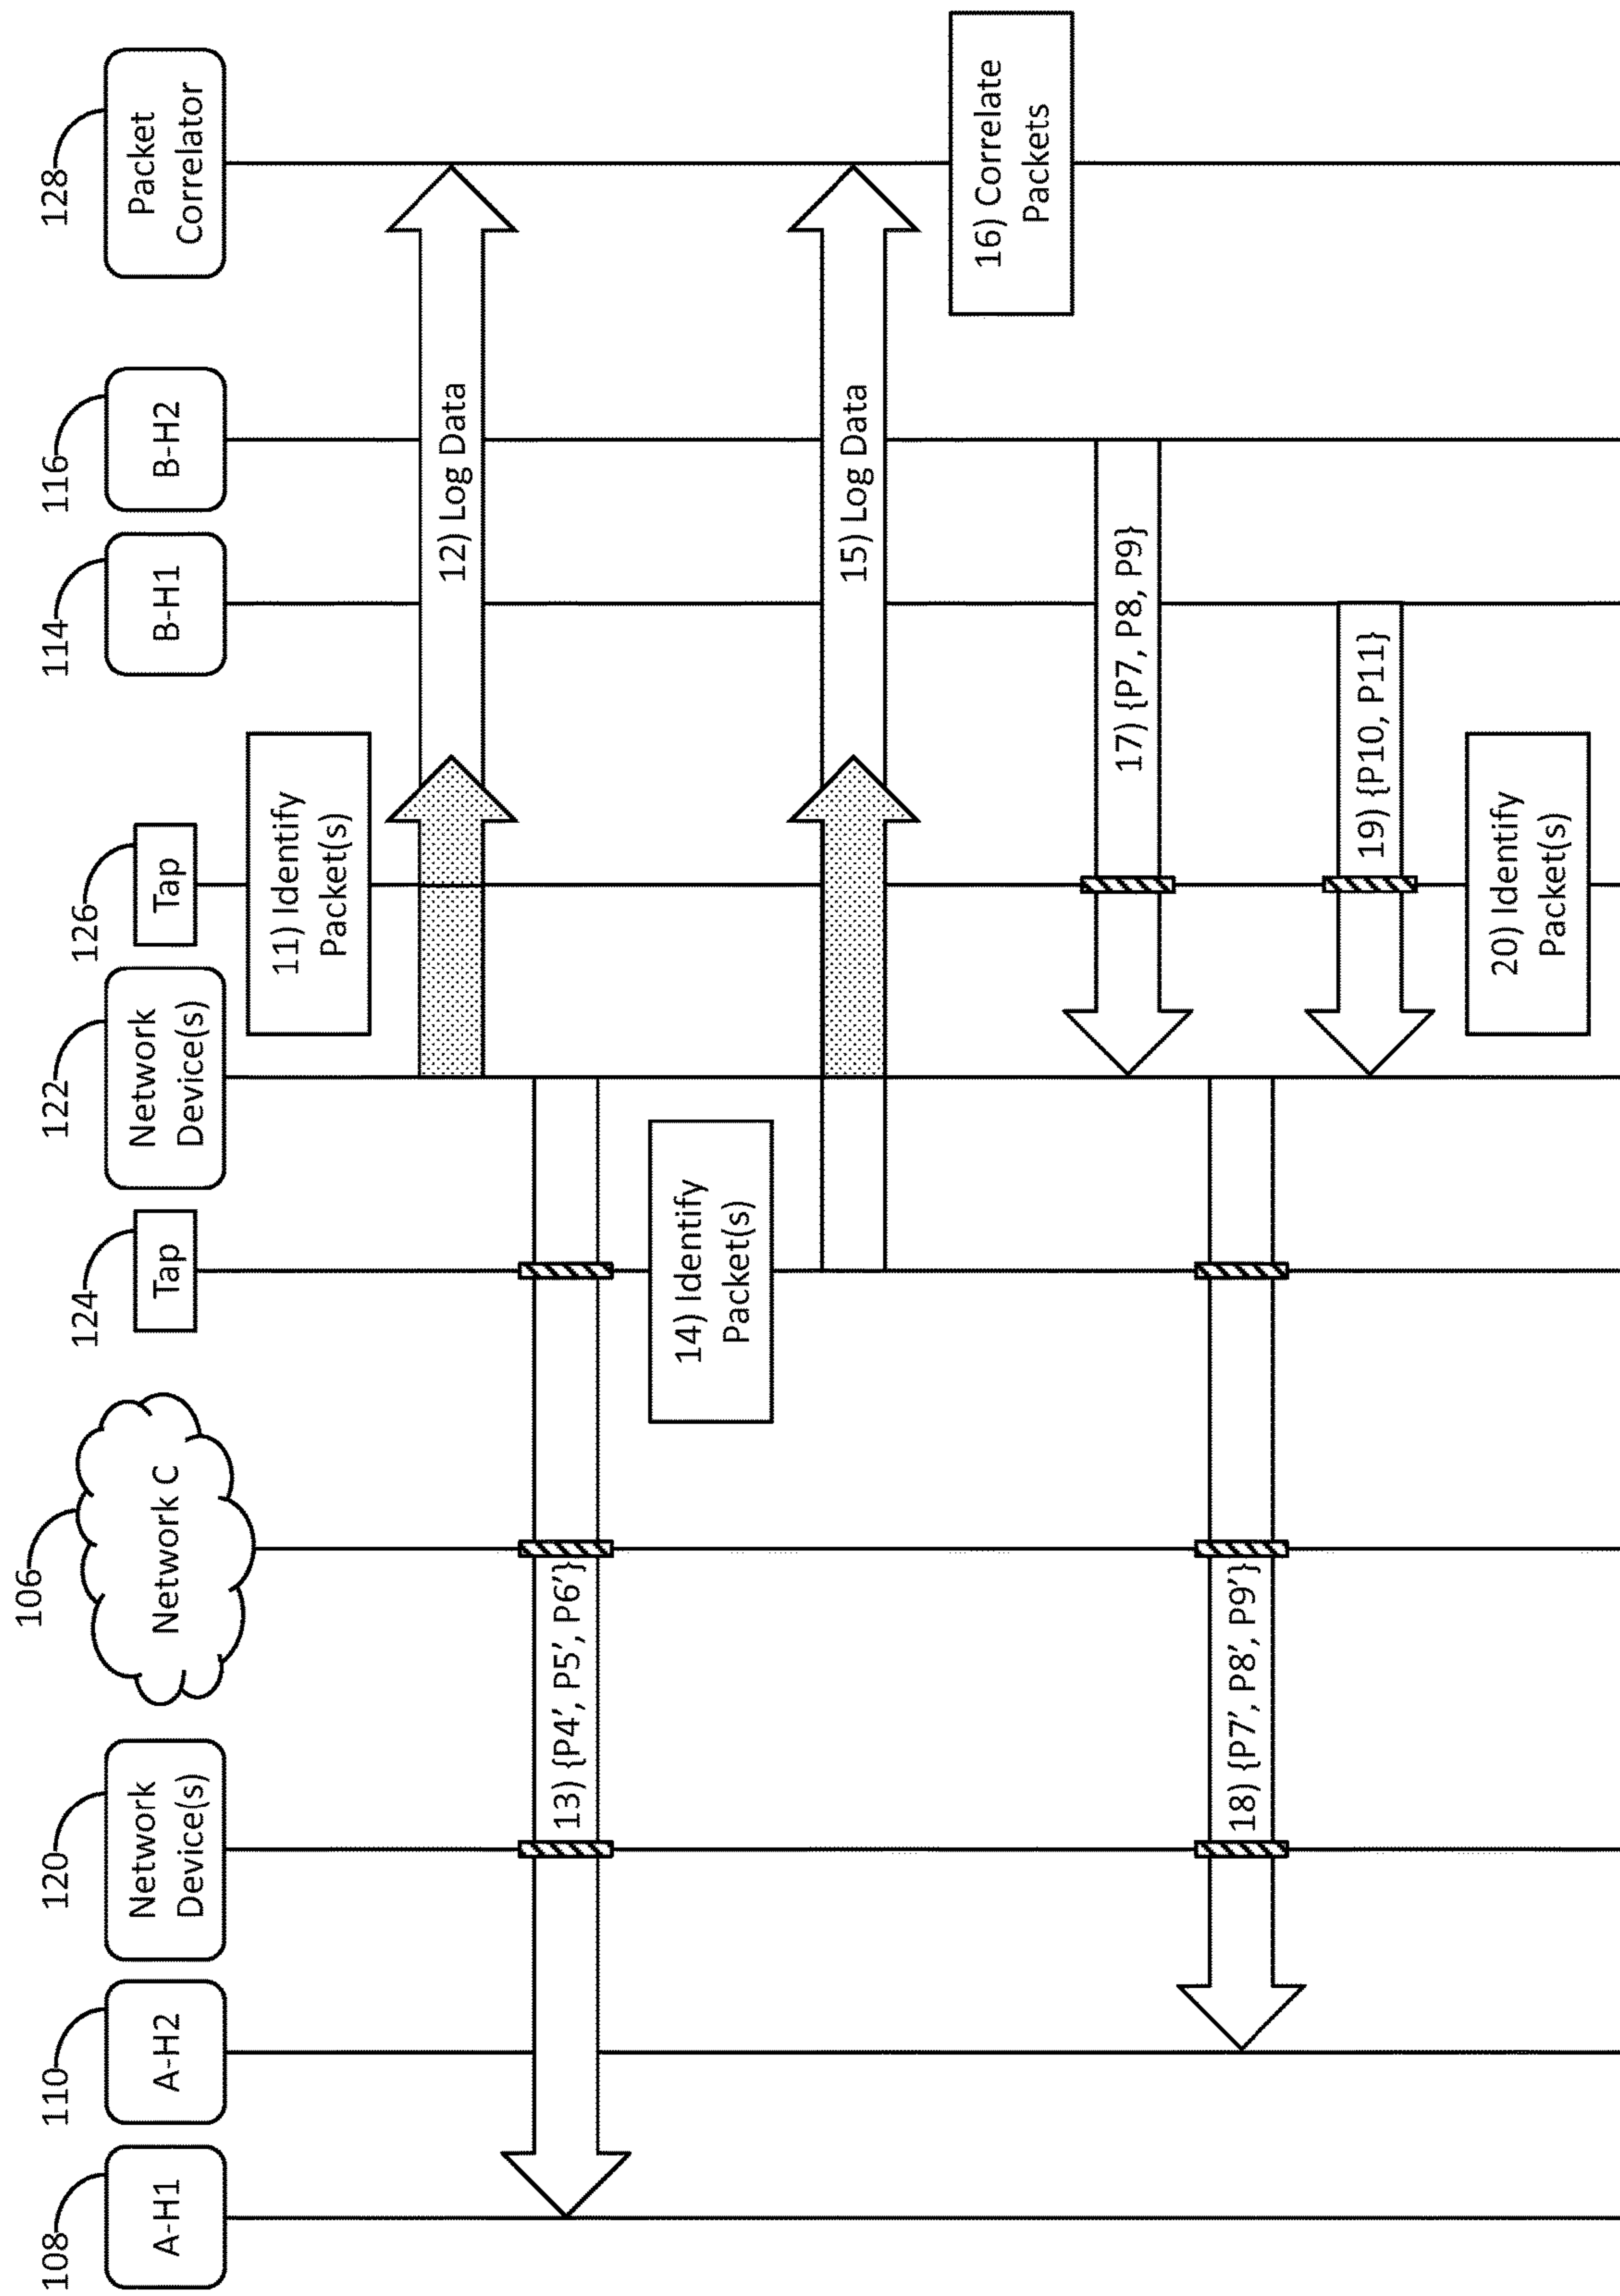 108
110
120
106
124
122
126
114
116
128
A-H1
A-H2
Network
Device(s)
Network C
Tap
Network
Device(s)
Tap
B-H1
B-H2
Packet
Correlator
11) Identify
Packet(s)
12) Log Data
13) {P4’, P5’, P6’}
14) Identify
Packet(s)
15) Log Data
16) Correlate
Packets
17) {P7, P8, P9}
18) {P7’, P8’, P9’}
19) {P10, P11}
20) Identify
Packet(s)